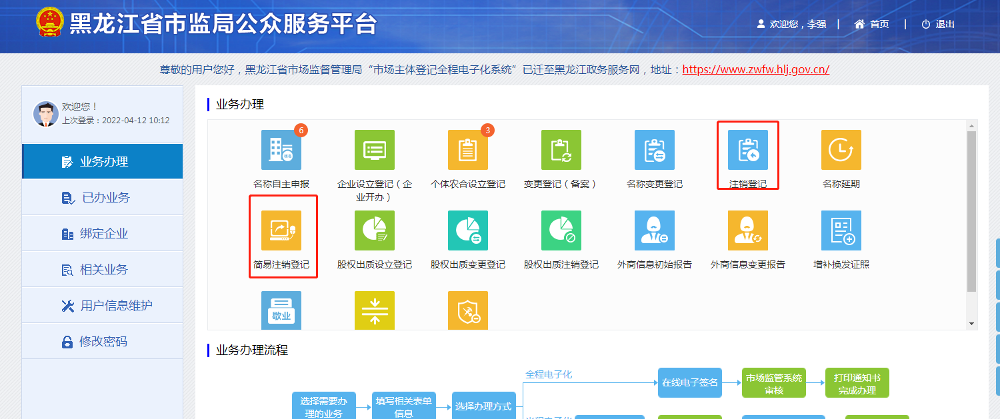 黑龙江省市监局公众服务平台
欢迎您，李强 | 首页 | 退出
尊敬的用户您好，黑龙江省市场监督管理局“市场主体登记全程电子化系统”已迁至黑龙江政务服务网，地址：https://www.zwfw.hlj.gov.cn/
欢迎您！
上次登录：2022-04-12 10:12
业务办理
已办业务
绑定企业
相关业务
用户信息维护
修改密码
业务办理
6
3
核名
名称自主申报
企业设立登记（企
业开办）
个体农合设立登记
变更登记（备案）
名称变更登记
注销登记
名称延期
简易注销登记
股权出质设立登记
股权出质变更登记
股权出质注销登记
外商信息初始报告
外商信息变更报告
增补换发证照
歇业
业务办理流程
全程电子化
选择需要办
理的业务
填写相关表单
信息
选择办理方式
在线电子签名
市场监管系统
审核
打印通知书
完成办理